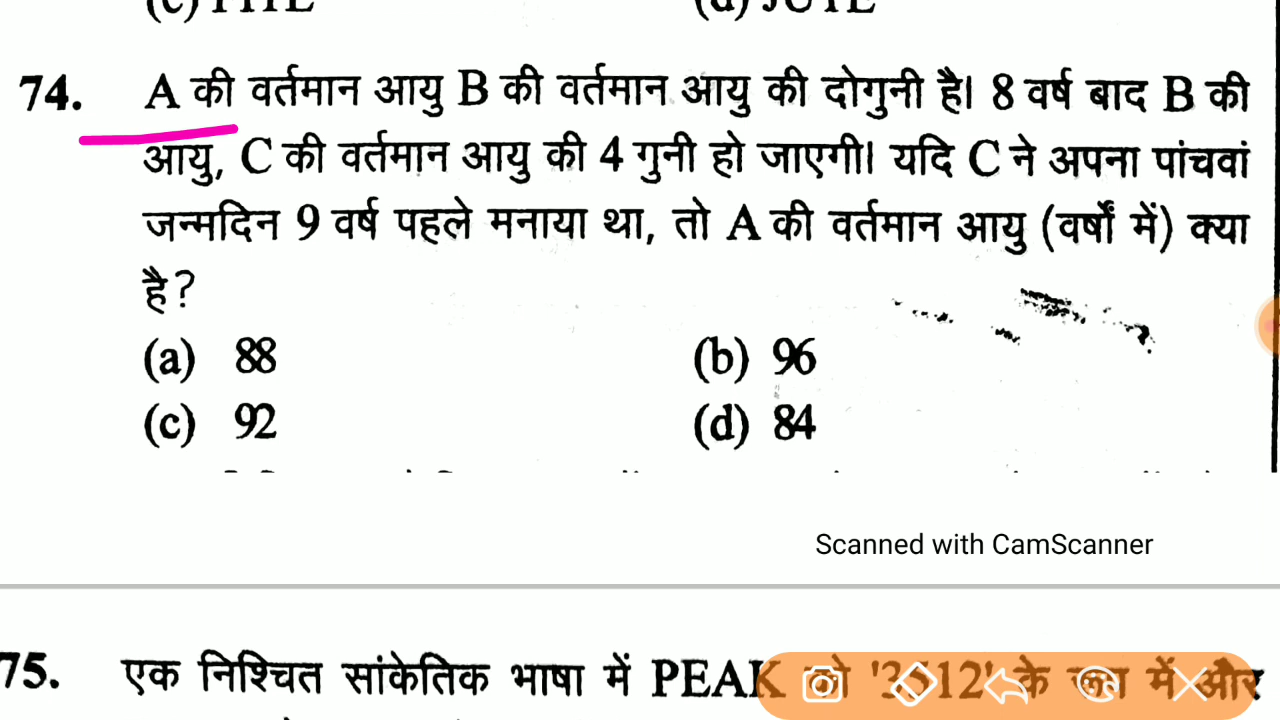 74. A की वर्तमान आयु B की वर्तमान आयु की दोगुनी है। 8 वर्ष बाद B की
आयु, C की वर्तमान आयु की 4 गुनी हो जाएगी। यदि C ने अपना पांचवां
जन्मदिन 9 वर्ष पहले मनाया था, तो A की वर्तमान आयु (वर्षों में) क्या
है?
(a) 88 (b) 96
(c) 92 (d) 84
Scanned with CamScanner
75. एक निश्चित सांकेतिक भाषा में PEAK को '3512' के रूप में और